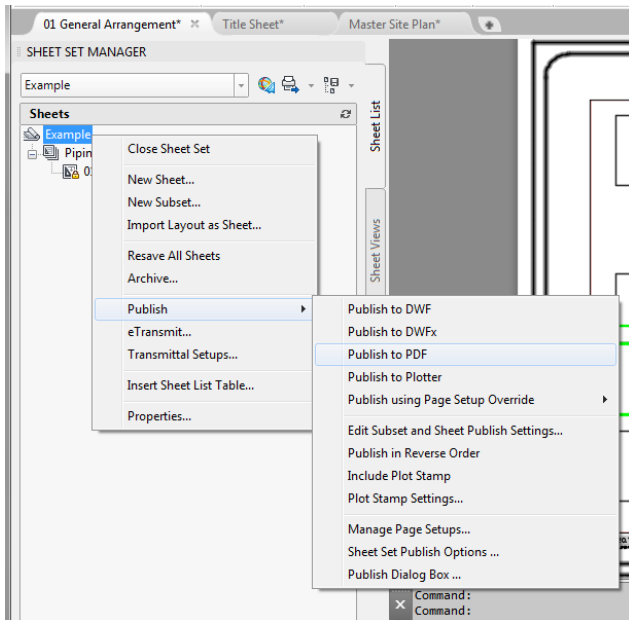 01 General Arrangement*
Title Sheet*
Master Site Plan*
SHEET SET MANAGER
Example
Sheets
Example
Sheet List
Sheet Views
Close Sheet Set
New Sheet...
New Subset...
Import Layout as Sheet...
Resave All Sheets
Archive...
Publish
eTransmit...
Transmittal Setups...
Insert Sheet List Table...
Properties...
Publish to DWF
Publish to DWFx
Publish to PDF
Publish to Plotter
Publish using Page Setup Override
Edit Subset and Sheet Publish Settings...
Publish in Reverse Order
Include Plot Stamp
Plot Stamp Settings...
Manage Page Setups...
Sheet Set Publish Options ...
Publish Dialog Box ...
Command:
Command: